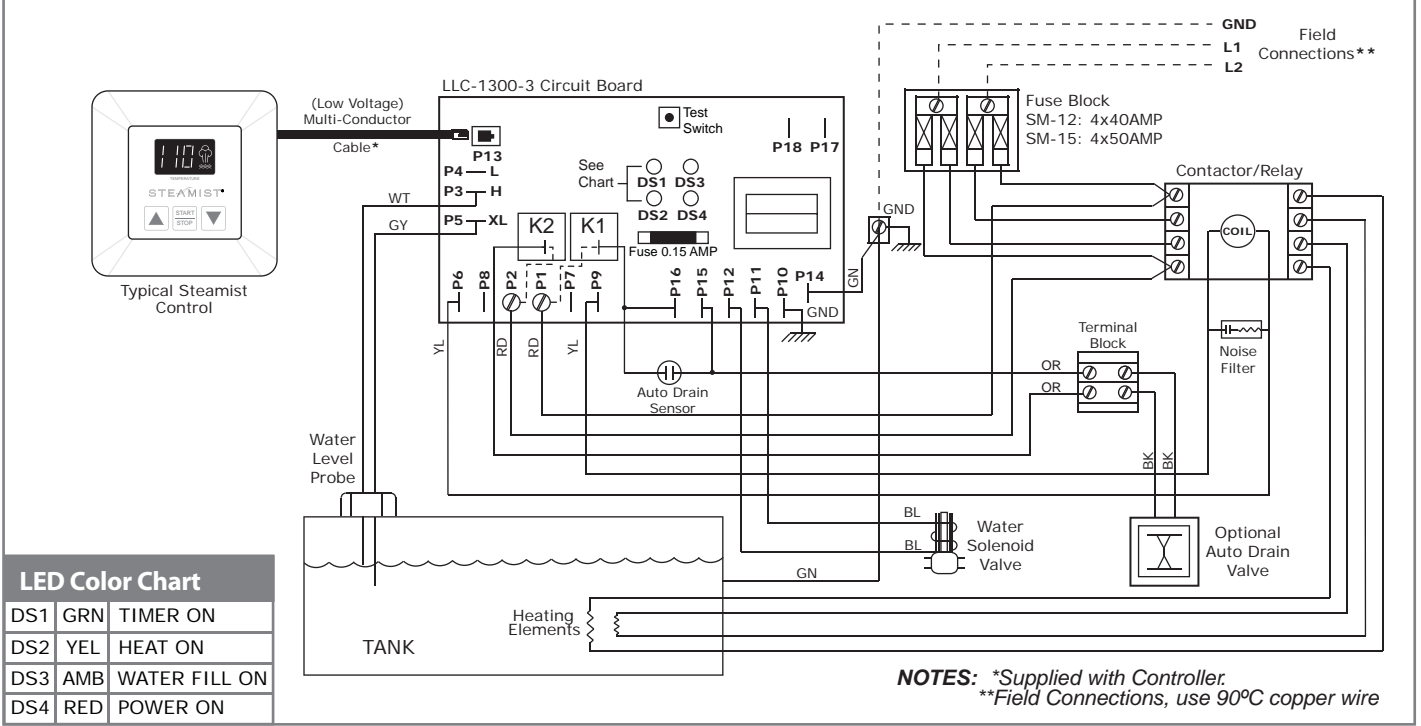 GND
L1
L2
Field
Connections**
LLC-1300-3 Circuit Board
(Low Voltage)
Multi-Conductor
Cable*
110
TEMPERATURE
STEAMIST
START
STOP
Typical Steamist
Control
Test
Switch
P18 P17
P13
P4 L
P3 H
P5 XL
WT
GY
See
Chart
DS1 DS3
DS2 DS4
K2 K1
Fuse 0.15 AMP
P6
P8
P2
P1
P7
P9
P16
P15
P12
P11
P10
P14
GND
GND
GN
Fuse Block
SM-12: 4x40AMP
SM-15: 4x50AMP
Contactor/Relay
COIL
YL
RD
RD
YL
Auto Drain
Sensor
Terminal
Block
OR
OR
Noise
Filter
Water
Level
Probe
BK
BK
BL
BL
Water
Solenoid
Valve
Optional
Auto Drain
Valve
GN
Heating
Elements
TANK
LED Color Chart
DS1 GRN TIMER ON
DS2 YEL HEAT ON
DS3 AMB WATER FILL ON
DS4 RED POWER ON
NOTES: *Supplied with Controller.
**Field Connections, use 90ºC copper wire